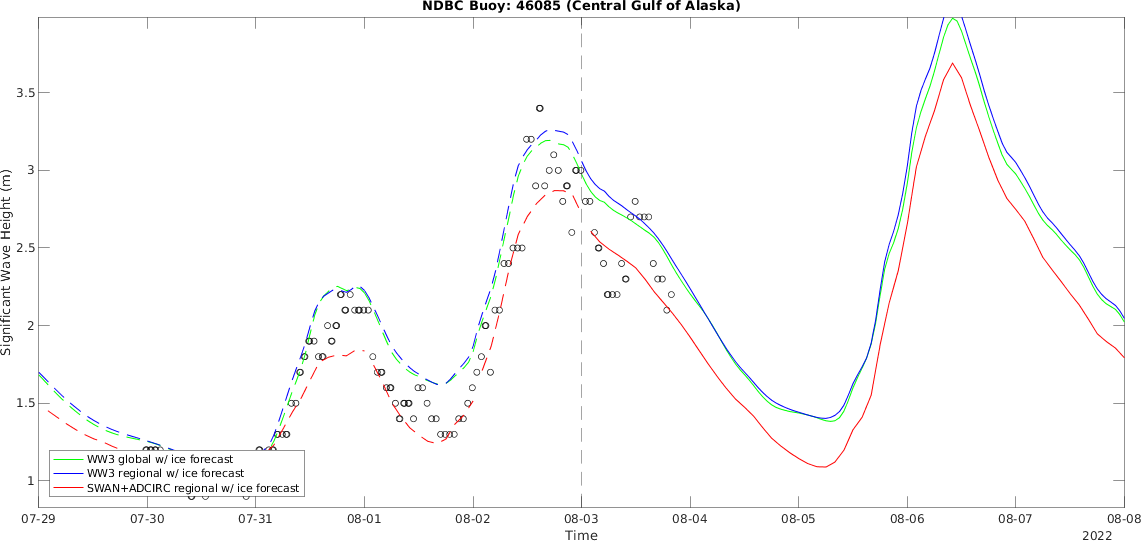 NDBC Buoy: 46085 (Central Gulf of Alaska)
Significant Wave Height (m)
3.5
3
2.5
2
1.5
1
WW3 global w/ ice forecast
WW3 regional w/ ice forecast
SWAN+ADCIRC regional w/ ice forecast
07-29 07-30 07-31 08-01 08-02 08-03 08-04 08-05 08-06 08-07 08-08
Time 2022